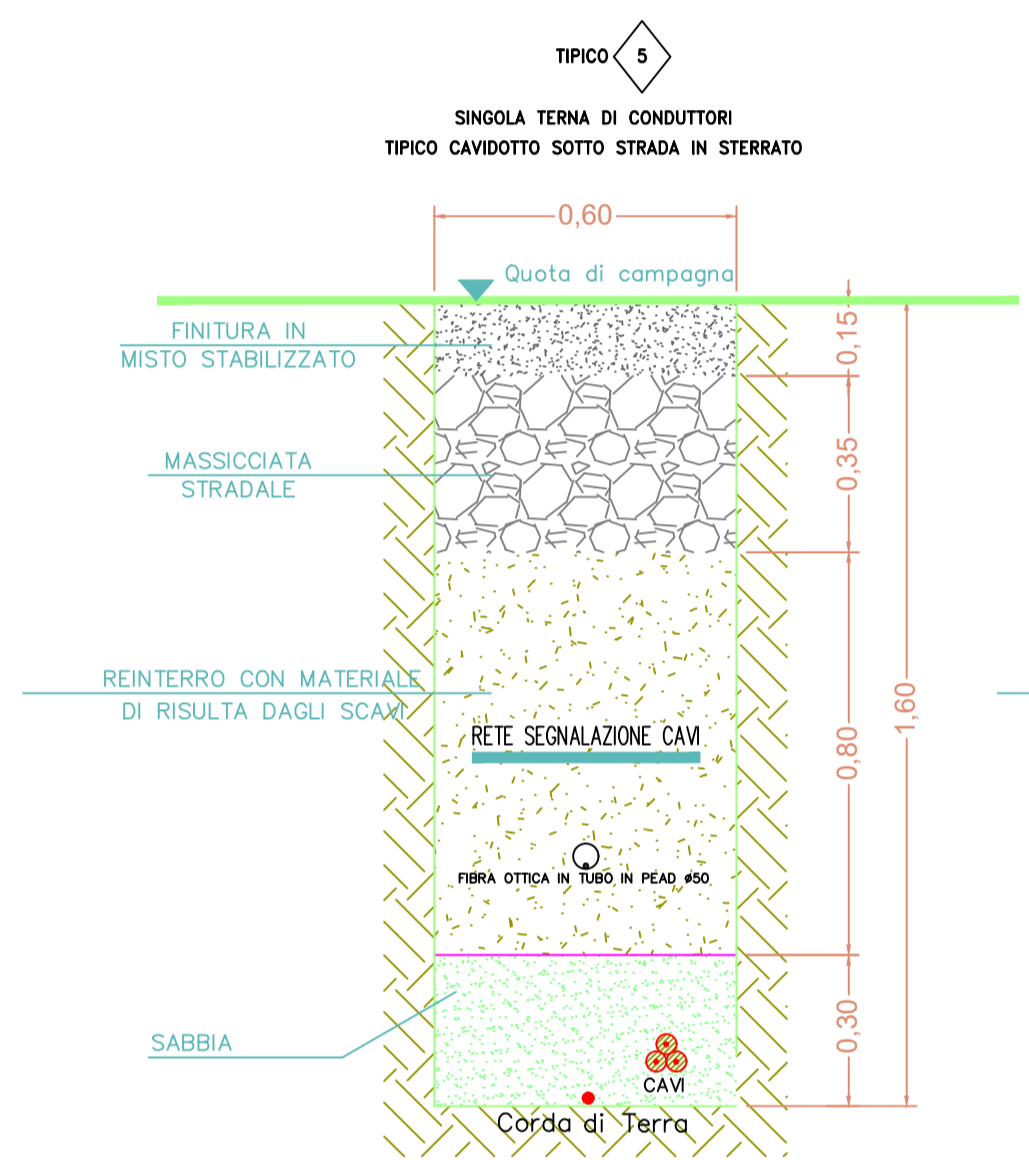 TIPICO 5
SINGOLA TERNA DI CONDUTTORI
TIPICO CAVIDOTTO SOTTO STRADA IN STERRATO
0,60
Quota di campagna
FINITURA IN
MISTO STABILIZZATO
0,15
MASSICCIATA
STRADALE
0,35
REINTERRO CON MATERIALE
DI RISULTA DAGLI SCAVI
RETE SEGNALAZIONE CAVI
0,80
1,60
FIBRA OTTICA IN TUBO IN PEAD ø50
SABBIA
0,30
CAVI
Corda di Terra